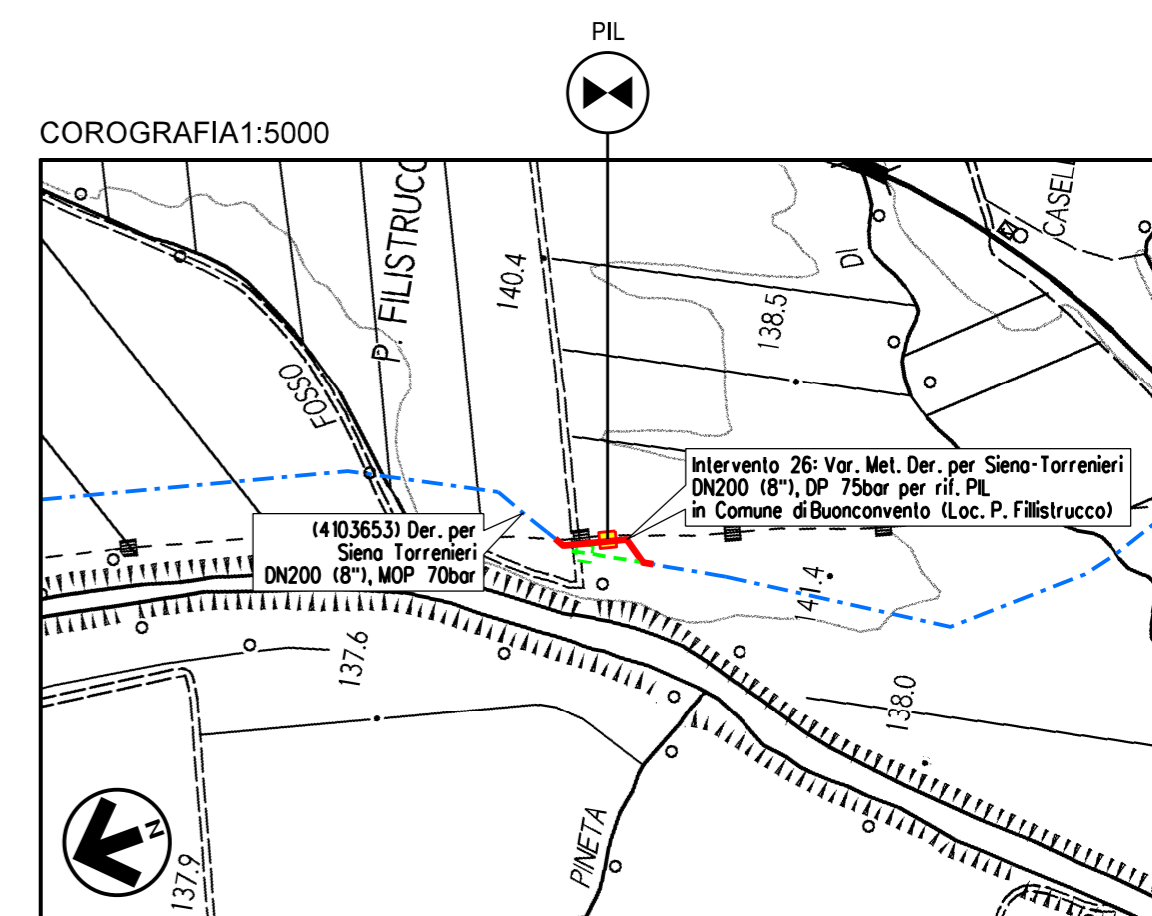 PIL
COROGRAFIA1:5000
P. FILISTRUCC
140.4
138.5
DI
CASEL
FOSSO
Intervento 26: Var. Met. Der. per Siena-Torrenieri
DN200 (8"), DP 75bar per rif. PIL
in Comune di Buonconvento (Loc. P. Fillistrucco)
(4103653) Der. per
Siena Torrenieri
DN200 (8"), MOP 70bar
141.4
137.6
138.0
PINETA
N
137.9